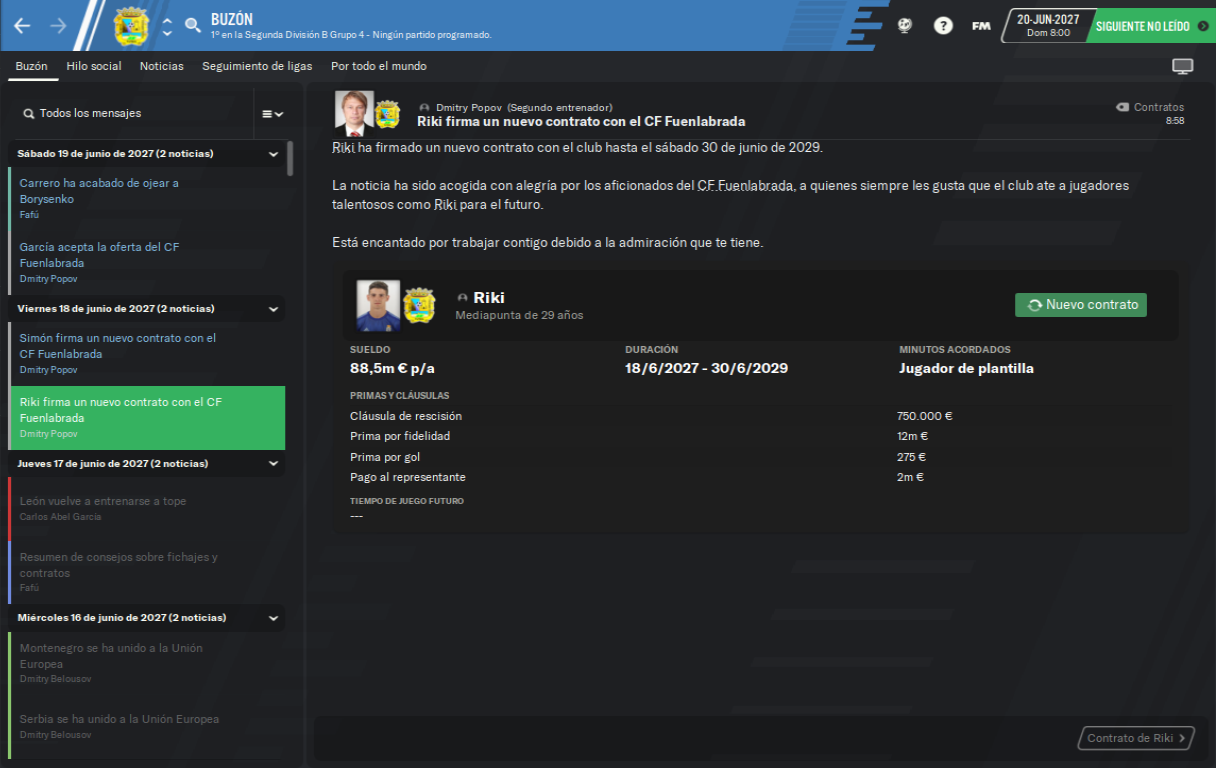 BUZÓN
1º en la Segunda División B Grupo 4 - Ningún partido programado.
?
FM
20-JUN-2027
Dom 8:00
SIGUIENTE NO LEÍDO
Buzón
Hilo social
Noticias
Seguimiento de ligas
Por todo el mundo
Todos los mensajes
Sábado 19 de junio de 2027 (2 noticias)
Carrero ha acabado de ojear a
Borysenko
Fafú
García acepta la oferta del CF
Fuenlabrada
Dmitry Popov
Viernes 18 de junio de 2027 (2 noticias)
Simón firma un nuevo contrato con el
CF Fuenlabrada
Dmitry Popov
Riki firma un nuevo contrato con el CF
Fuenlabrada
Dmitry Popov
Jueves 17 de junio de 2027 (2 noticias)
León vuelve a entrenarse a tope
Carlos Abel García
Resumen de consejos sobre fichajes y
contratos
Fafú
Miércoles 16 de junio de 2027 (2 noticias)
Montenegro se ha unido a la Unión
Europea
Dmitry Belousov
Serbia se ha unido a la Unión Europea
Dmitry Belousov
Dmitry Popov (Segundo entrenador)
Riki firma un nuevo contrato con el CF Fuenlabrada
Contratos
8:58
Riki ha firmado un nuevo contrato con el club hasta el sábado 30 de junio de 2029.
La noticia ha sido acogida con alegría por los aficionados del CF Fuenlabrada, a quienes siempre les gusta que el club ate a jugadores
talentosos como Riki para el futuro.
Está encantado por trabajar contigo debido a la admiración que te tiene.
Riki
Mediapunta de 29 años
Nuevo contrato
SUELDO
DURACIÓN
MINUTOS ACORDADOS
88,5m € p/a
18/6/2027 - 30/6/2029
Jugador de plantilla
PRIMAS Y CLÁUSULAS
Cláusula de rescisión
750.000 €
Prima por fidelidad
12m €
Prima por gol
275 €
Pago al representante
2m €
TIEMPO DE JUEGO FUTURO
---
Contrato de Riki